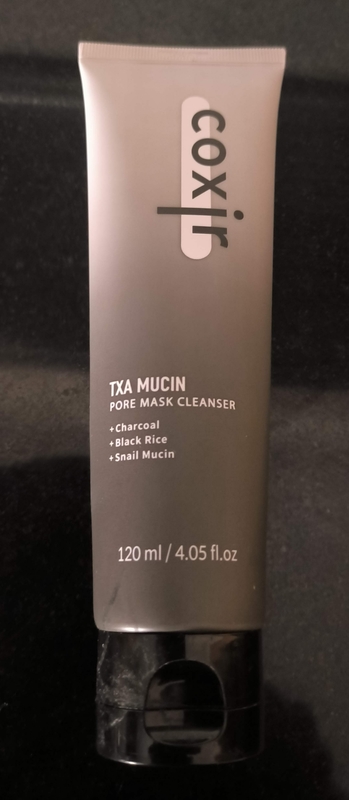 coxir
TXA MUCIN
PORE MASK CLEANSER
+Charcoal
+Black Rice
+Snail Mucin
120 ml / 4.05 fl.oz